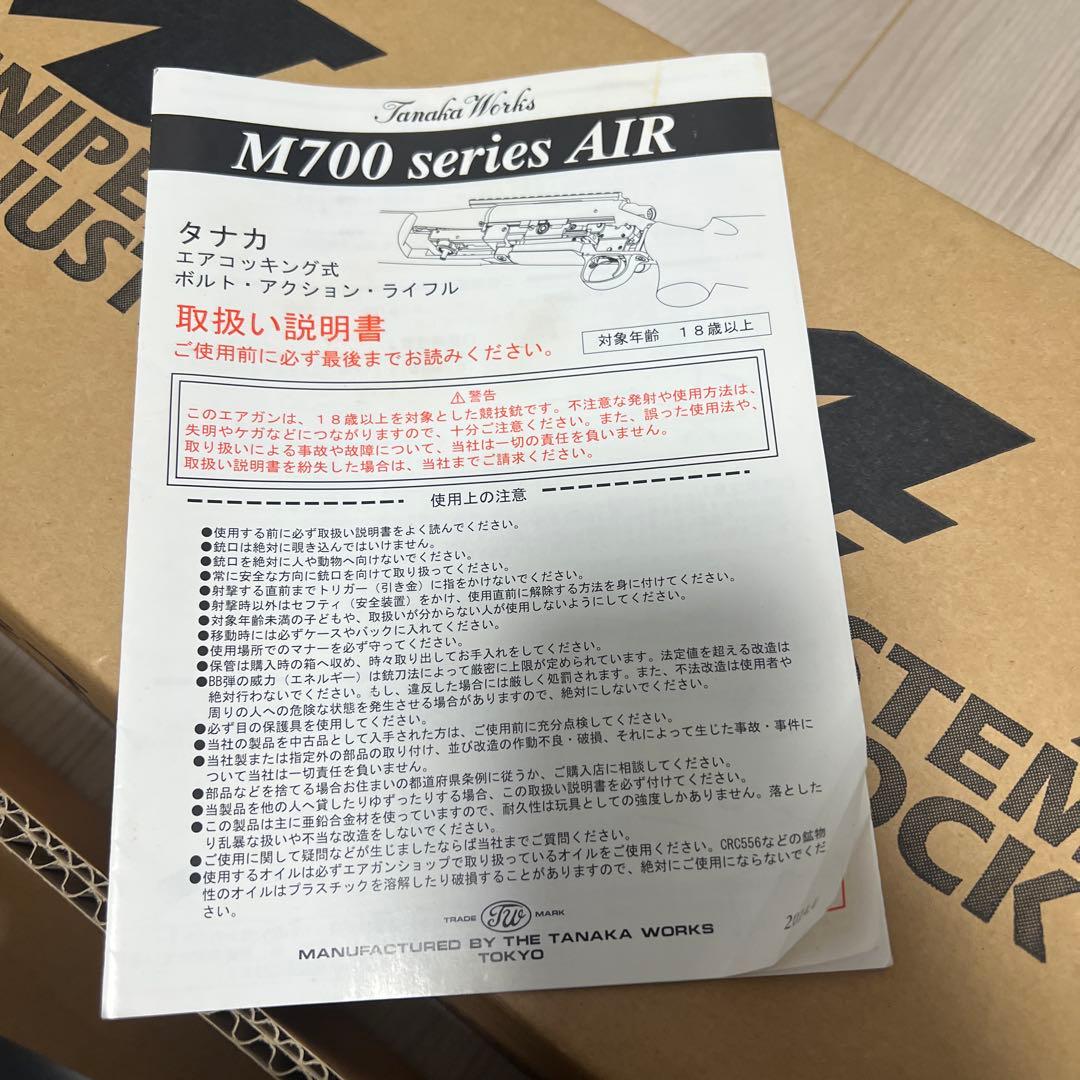 Tanaka Works
M700 series AIR
タナカ
エアコッキング式
ボルト・アクション・ライフル
取扱い説明書
対象年齢 18歳以上
ご使用前に必ず最後までお読みください。
⚠警告
このエアガンは、18歳以上を対象とした競技銃です。不注意な発射や使用方法は、
失明やケガなどにつながりますので、十分ご注意ください。また、誤った使用法や、
取り扱いによる事故や故障について、当社は一切の責任を負いません。
取扱い説明書を紛失した場合は、当社までご請求ください。
使用上の注意
●使用する前に必ず取扱い説明書をよく読んでください。
●銃口は絶対に覗き込んではいけません。
●銃口を絶対に人や動物へ向けないでください。
●常に安全な方向に銃口を向けて取り扱ってください。
●射撃する直前までトリガー（引き金）に指をかけないでください。
●射撃時以外はセフティ（安全装置）をかけ、使用直前に解除する方法を身に付けてください。
●対象年齢未満の子どもや、取扱いが分からない人が使用しないようにしてください。
●移動時には必ずケースやバックに入れてください。
●使用場所でのマナーを必ず守ってください。
●保管は購入時の箱へ収め、時々取り出してお手入れをしてください。
●BB弾の威力（エネルギー）は銃刀法によって厳密に上限が定められています。法定値を超える改造は
絶対行わないでください。もし、違反した場合には厳しく処罰されます。また、不法改造は使用者や
周りの人への危険な状態を発生させる場合がありますので、絶対にしないでください。
●必ず目の保護具を使用してください。
●当社の製品を中古品として入手された方は、ご使用前に充分点検してください。
●当社製または指定外の部品の取り付け、並び改造の作動不良・破損、それによって生じた事故・事件に
ついて当社は一切責任を負いません。
●部品などを捨てる場合お住まいの都道府県条例に従うか、ご購入店に相談してください。
●当製品を他の人へ貸したりゆずったりする場合、この取扱い説明書を必ず付けてください。
●この製品は主に亜鉛合金材を使っていますので、耐久性は玩具としての強度しかありません。落とした
り乱暴な扱いや不当な改造をしないでください。
●ご使用に関して疑問などが生じましたならば当社までご質問ください。
●使用するオイルは必ずエアガンショップで取り扱っているオイルをご使用ください。CRC556などの鉱物
性のオイルはプラスチックを溶解したり破損することがありますので、絶対にご使用にならないでくだ
さい。
TRADE TW MARK
MANUFACTURED BY THE TANAKA WORKS
TOKYO